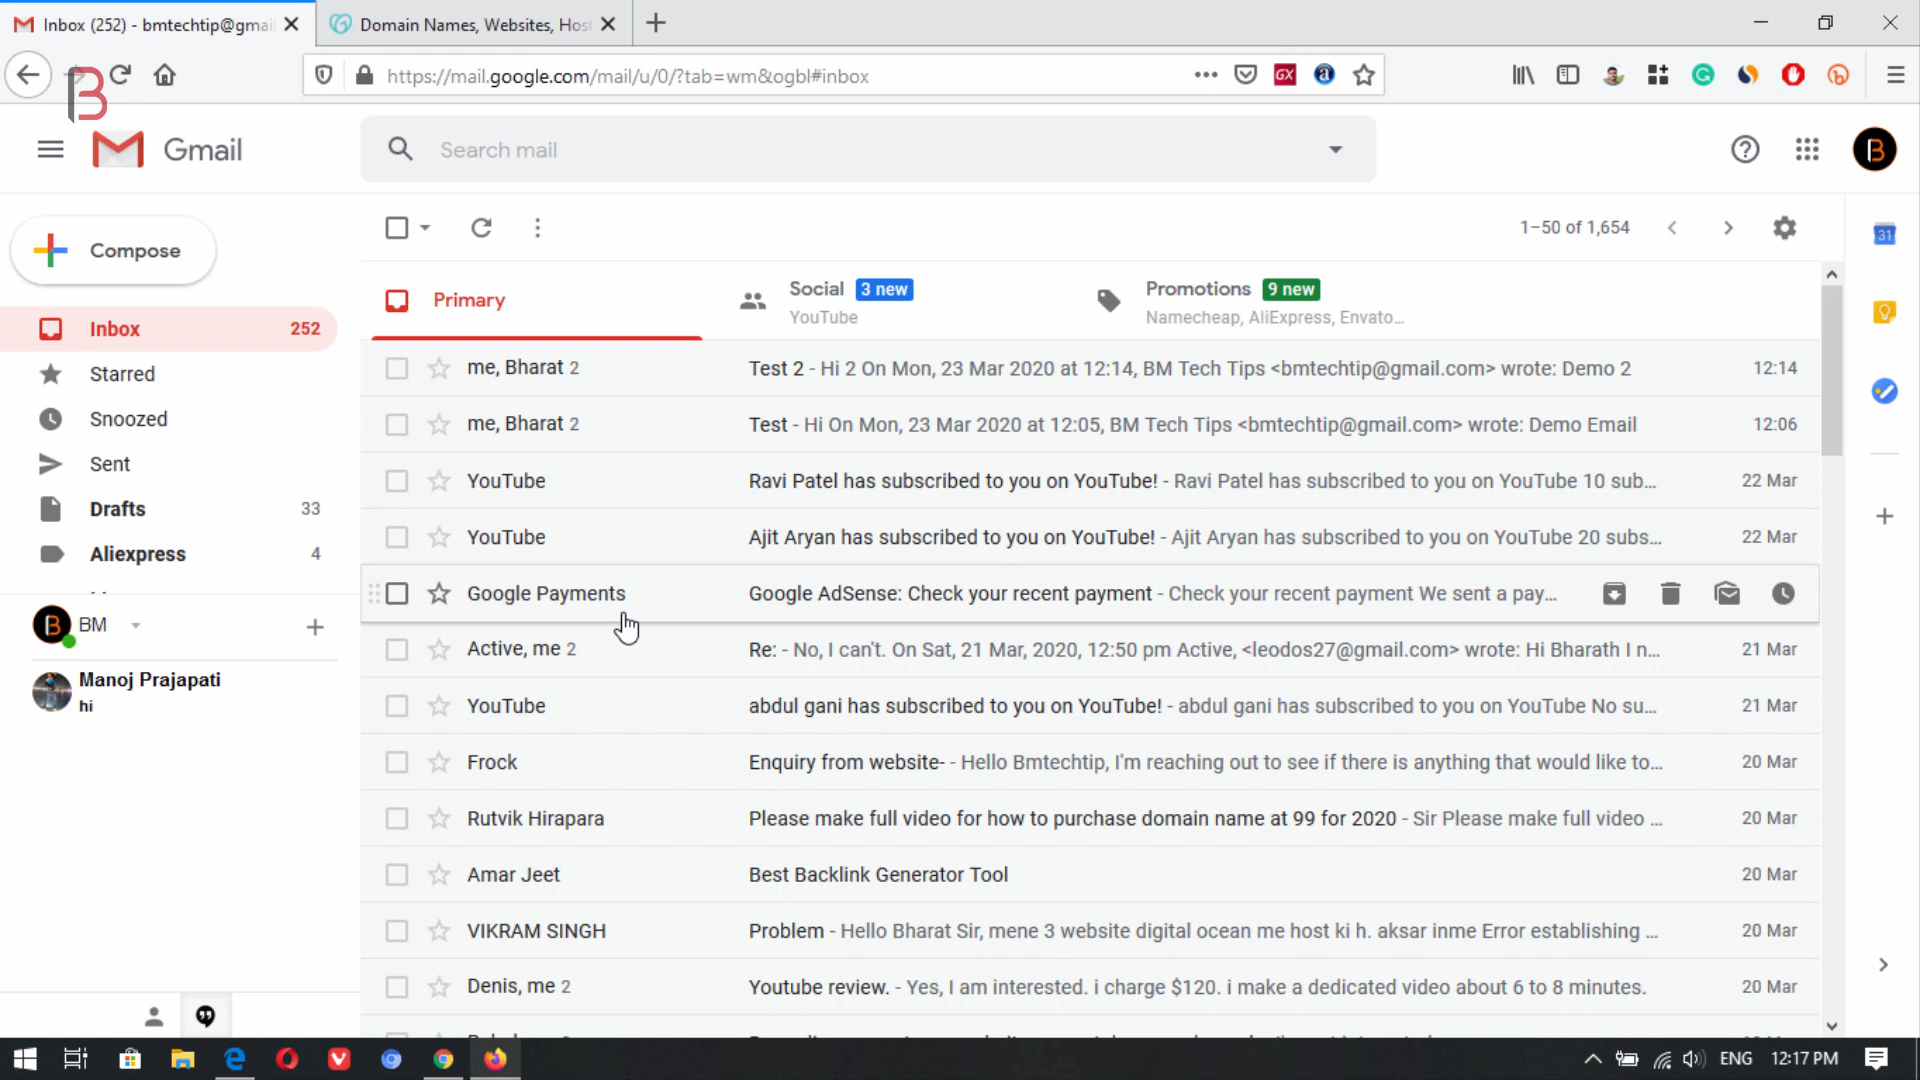 Inbox (252) - bmtechtip@gmai
Domain Names, Websites, Host
https://mail.google.com/mail/u/0/?tab=wm&ogbl#inbox
GX
a
B
Gmail
Search mail
B
Compose
1–50 of 1,654
31
Primary
Social 3 new
YouTube
Promotions 9 new
Namecheap, AliExpress, Envato...
Inbox 252
Starred
Snoozed
Sent
Drafts 33
Aliexpress 4
B BM
Manoj Prajapati
hi
me, Bharat 2 Test 2 - Hi 2 On Mon, 23 Mar 2020 at 12:14, BM Tech Tips <bmtechtip@gmail.com> wrote: Demo 2 12:14
me, Bharat 2 Test - Hi On Mon, 23 Mar 2020 at 12:05, BM Tech Tips <bmtechtip@gmail.com> wrote: Demo Email 12:06
YouTube Ravi Patel has subscribed to you on YouTube! - Ravi Patel has subscribed to you on YouTube 10 sub... 22 Mar
YouTube Ajit Aryan has subscribed to you on YouTube! - Ajit Aryan has subscribed to you on YouTube 20 subs... 22 Mar
Google Payments Google AdSense: Check your recent payment - Check your recent payment We sent a pay...
Active, me 2 Re: - No, I can't. On Sat, 21 Mar, 2020, 12:50 pm Active, <leodos27@gmail.com> wrote: Hi Bharath I n... 21 Mar
YouTube abdul gani has subscribed to you on YouTube! - abdul gani has subscribed to you on YouTube No su... 21 Mar
Frock Enquiry from website- - Hello Bmtechtip, I'm reaching out to see if there is anything that would like to... 20 Mar
Rutvik Hirapara Please make full video for how to purchase domain name at 99 for 2020 - Sir Please make full video ... 20 Mar
Amar Jeet Best Backlink Generator Tool 20 Mar
VIKRAM SINGH Problem - Hello Bharat Sir, mene 3 website digital ocean me host ki h. aksar inme Error establishing ... 20 Mar
Denis, me 2 Youtube review. - Yes, I am interested. i charge $120. i make a dedicated video about 6 to 8 minutes. 20 Mar
ENG 12:17 PM